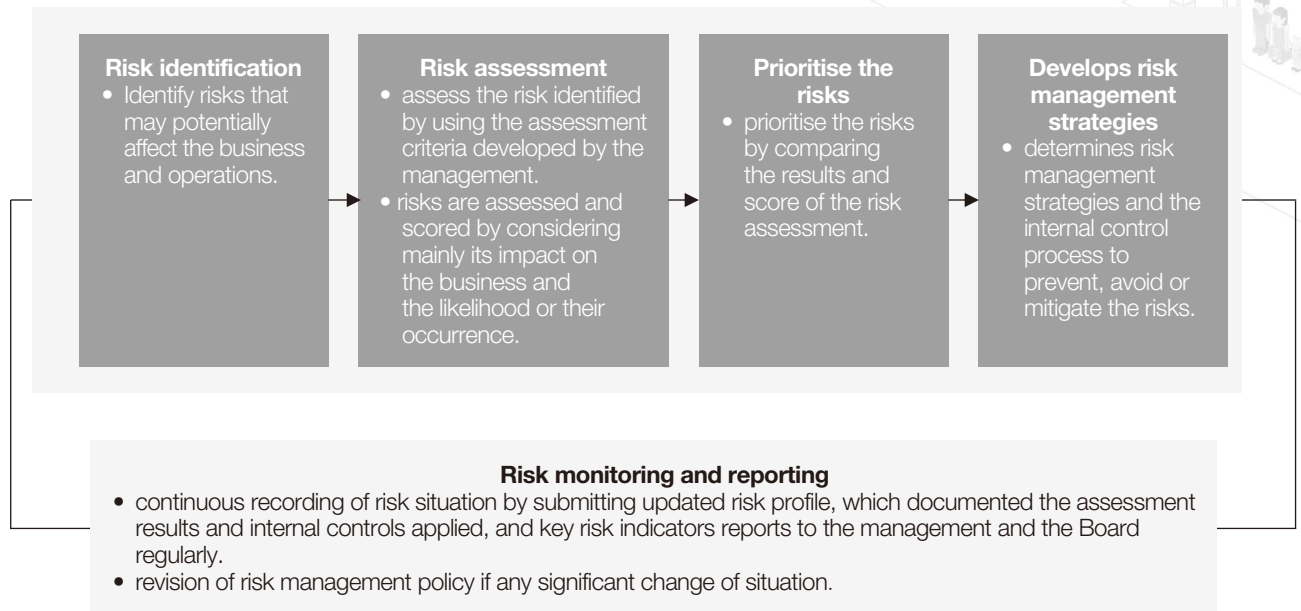 Risk identification
• Identify risks that
may potentially
affect the business
and operations.
Risk assessment
• assess the risk identified
by using the assessment
criteria developed by the
management.
• risks are assessed and
scored by considering
mainly its impact on
the business and
the likelihood or their
occurrence.
Prioritise the
risks
• prioritise the risks
by comparing
the results and
score of the risk
assessment.
Develops risk
management
strategies
• determines risk
management
strategies and the
internal control
process to
prevent, avoid or
mitigate the risks.
Risk monitoring and reporting
• continuous recording of risk situation by submitting updated risk profile, which documented the assessment
results and internal controls applied, and key risk indicators reports to the management and the Board
regularly.
• revision of risk management policy if any significant change of situation.